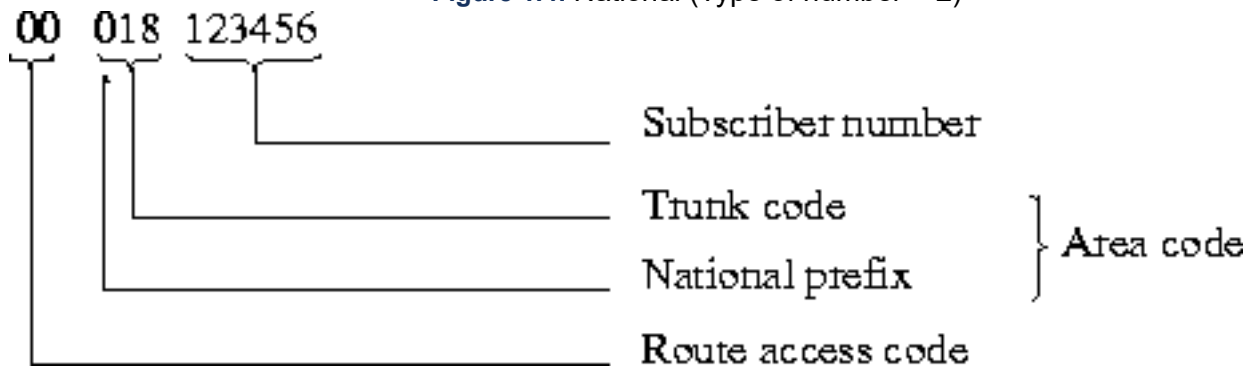 00 018 123456
Subscriber number
Trunk code
Area code
National prefix
Route access code